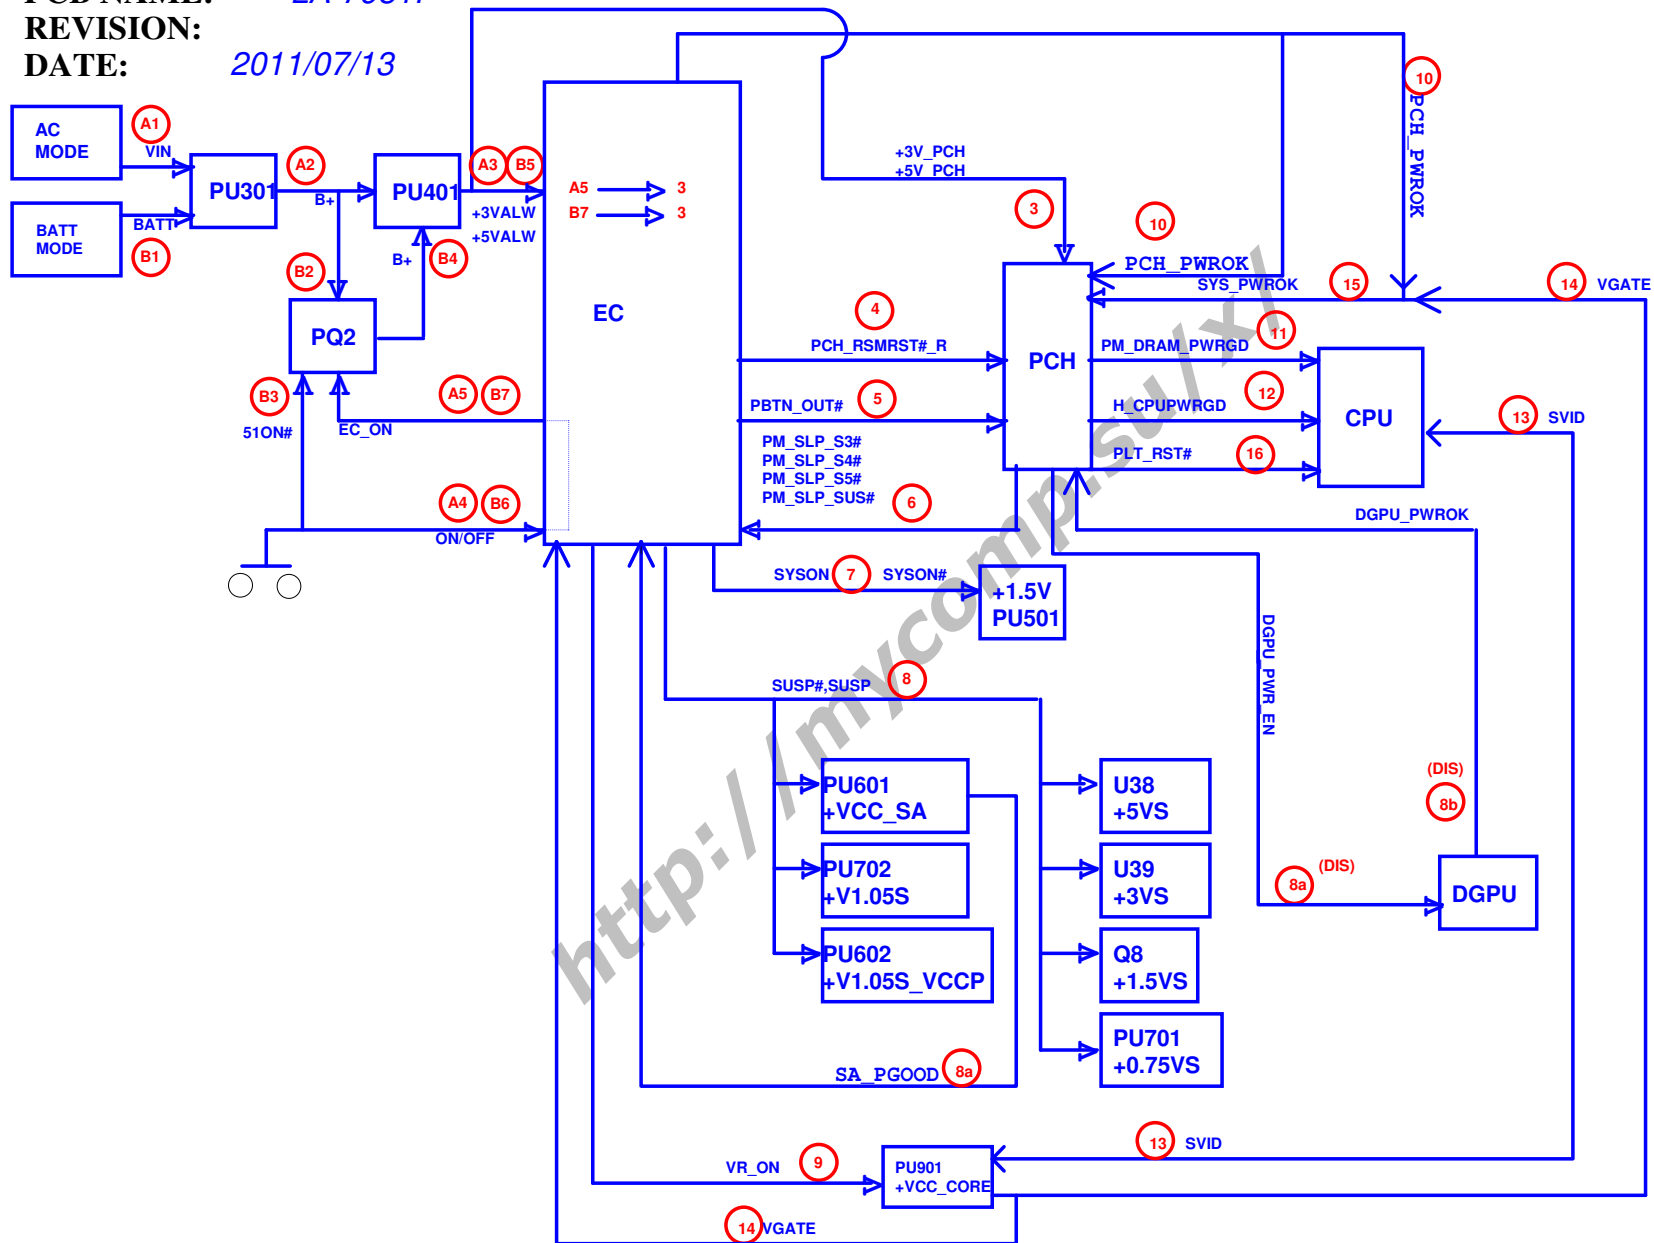 REVISION:
DATE: 2011/07/13
AC
MODE
A1
VIN
BATT
MODE
BATT
B1
PU301
A2
B+
PU401
A3 B5
+3VALW
+5VALW
B2
B+
B4
PQ2
B3
51ON#
A5 B7
EC_ON
A4 B6
ON/OFF
A5 3
B7 3
EC
+3V_PCH
+5V_PCH
3
10
PCH_PWROK
10
PCH_PWROK
SYS_PWROK
15
14 VGATE
4
PCH_RSMRST#_R
PCH
PM_DRAM_PWRGD
11
PBTN_OUT#
5
H_CPUPWRGD
12
CPU
13 SVID
PM_SLP_S3#
PM_SLP_S4#
PM_SLP_S5#
PM_SLP_SUS#
6
PLT_RST#
16
DGPU_PWROK
SYSON 7 SYSON#
+1.5V
PU501
DGPU_PWR_EN
SUSP#,SUSP 8
PU601
+VCC_SA
PU702
+V1.05S
PU602
+V1.05S_VCCP
U38
+5VS
U39
+3VS
Q8
+1.5VS
PU701
+0.75VS
(DIS)
8b
(DIS)
8a
DGPU
SA_PGOOD 8a
13 SVID
VR_ON 9
PU901
+VCC_CORE
14 VGATE
http://mycomp.su/x/